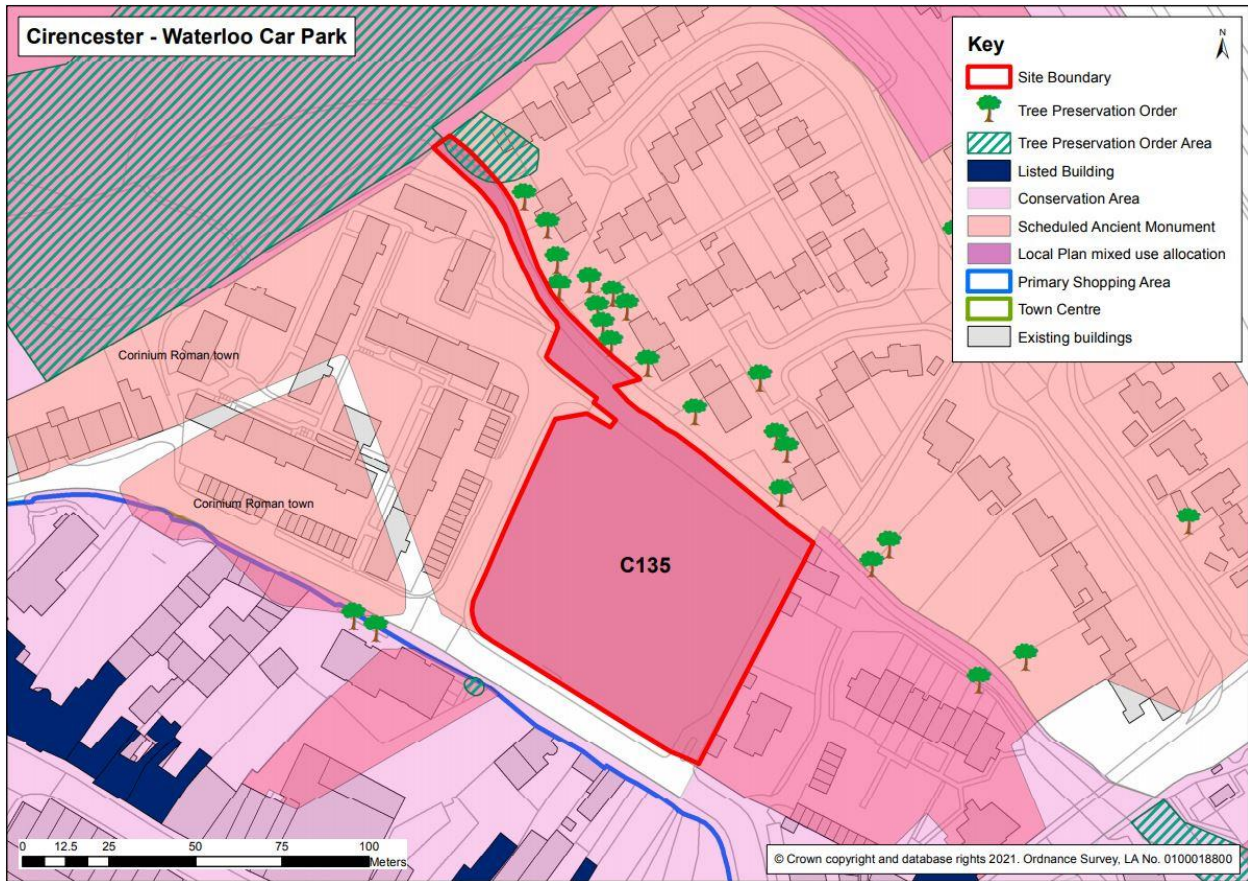 Cirencester - Waterloo Car Park
Key
N
Site Boundary
Tree Preservation Order
Tree Preservation Order Area
Listed Building
Conservation Area
Scheduled Ancient Monument
Local Plan mixed use allocation
Primary Shopping Area
Town Centre
Existing buildings
Corinium Roman town
Corinium Roman town
C135
0 12.5 25 50 75 100
Meters
© Crown copyright and database rights 2021. Ordnance Survey, LA No. 0100018800